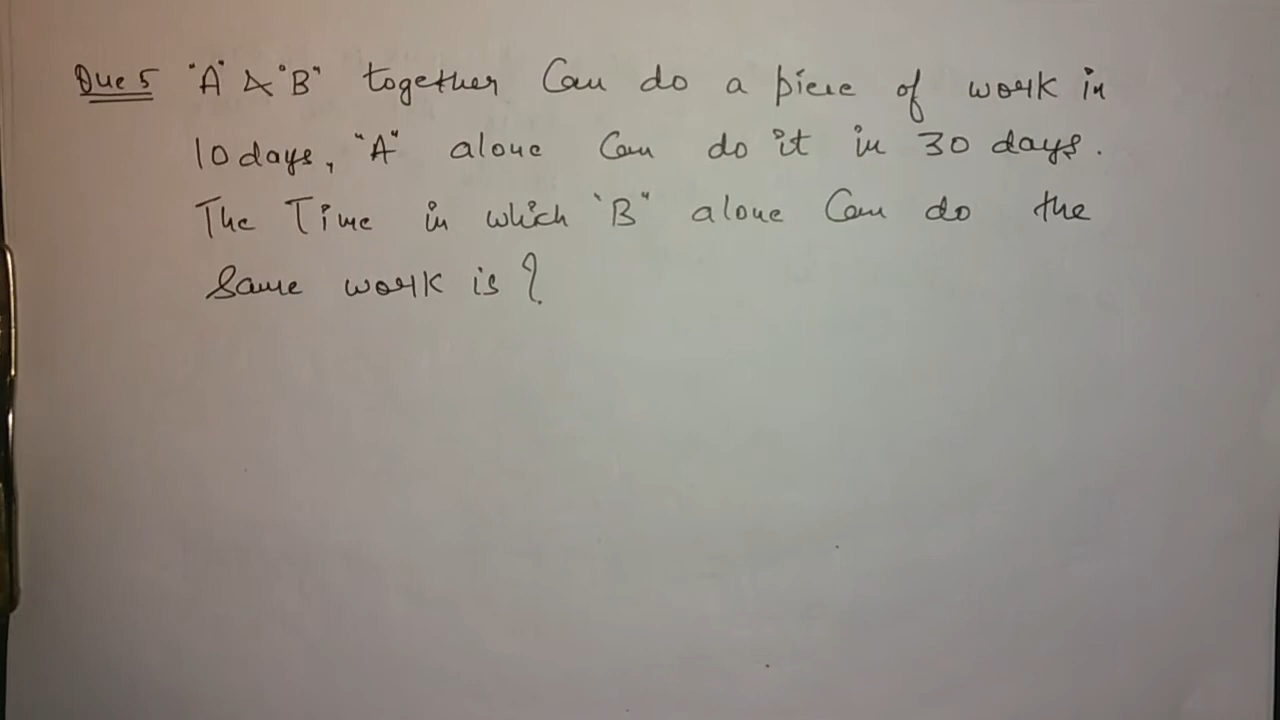 Que 5 "A" & "B" together Can do a piece of work in
10 days, "A" alone Can do it in 30 days.
The Time in which "B" alone Can do the
Same work is ?